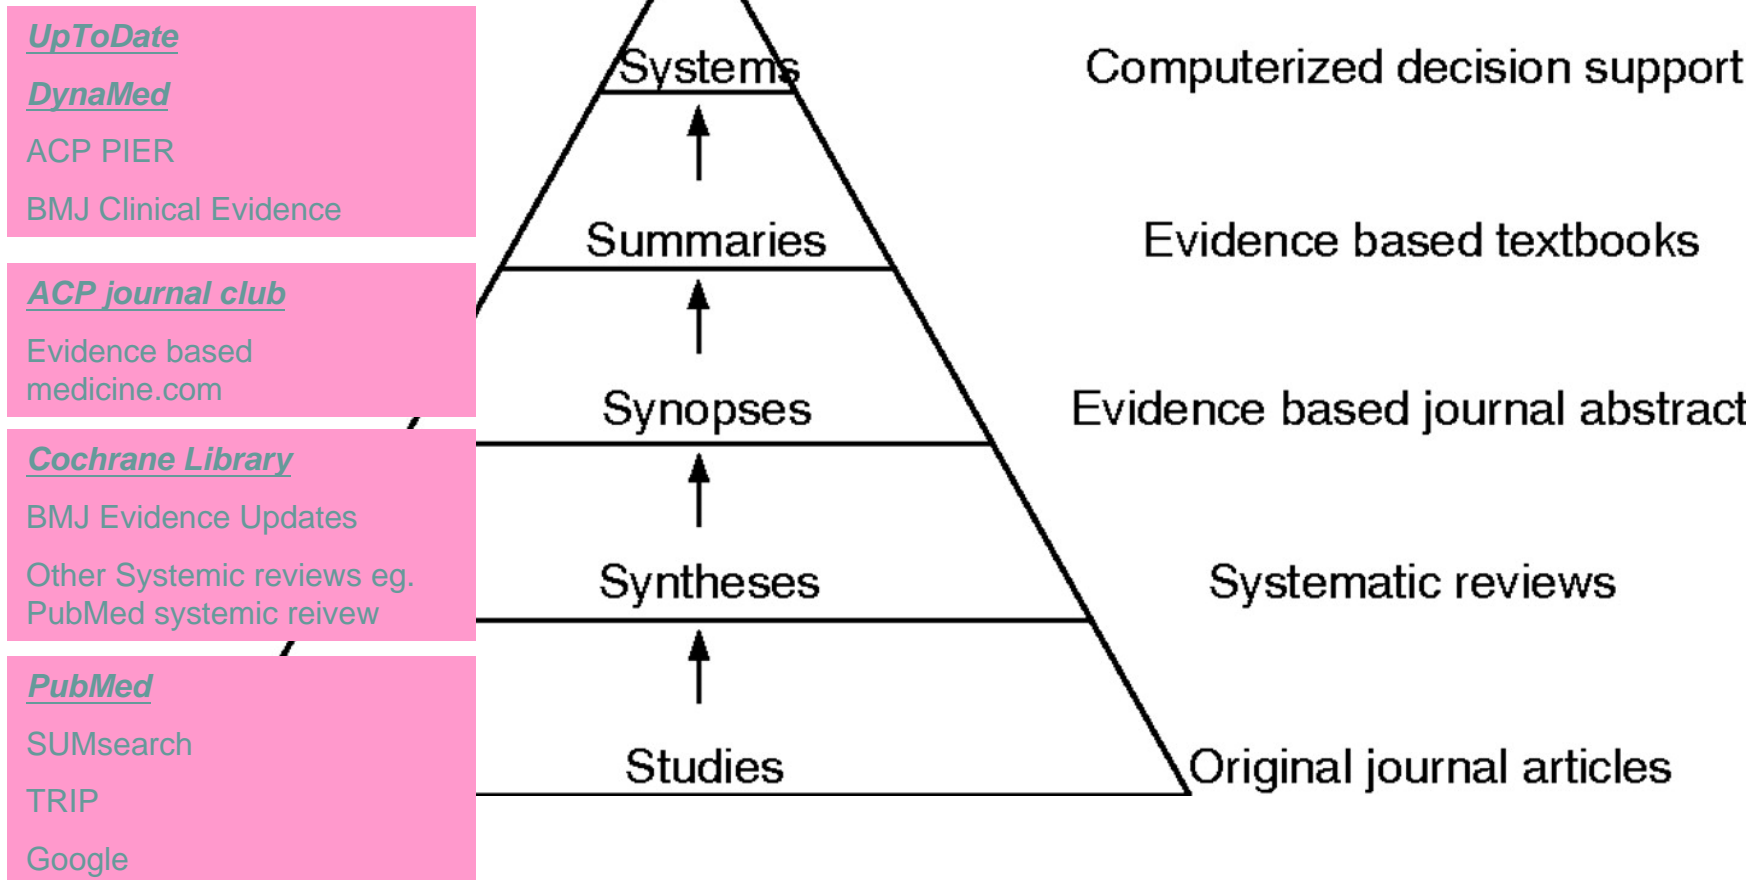 UpToDate
DynaMed
ACP PIER
BMJ Clinical Evidence
ACP journal club
Evidence based
medicine.com
Cochrane Library
BMJ Evidence Updates
Other Systemic reviews eg.
PubMed systemic reivew
PubMed
SUMsearch
TRIP
Google
Systems
Summaries
Synopses
Syntheses
Studies
Computerized decision support
Evidence based textbooks
Evidence based journal abstract
Systematic reviews
Original journal articles